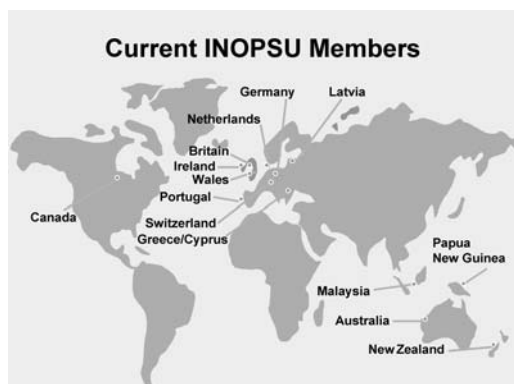 Current INOPSU Members
Germany
Latvia
Netherlands
Britain
Ireland
Wales
Portugal
Canada
Switzerland
Greece/Cyprus
Papua
New Guinea
Malaysia
Australia
New Zealand